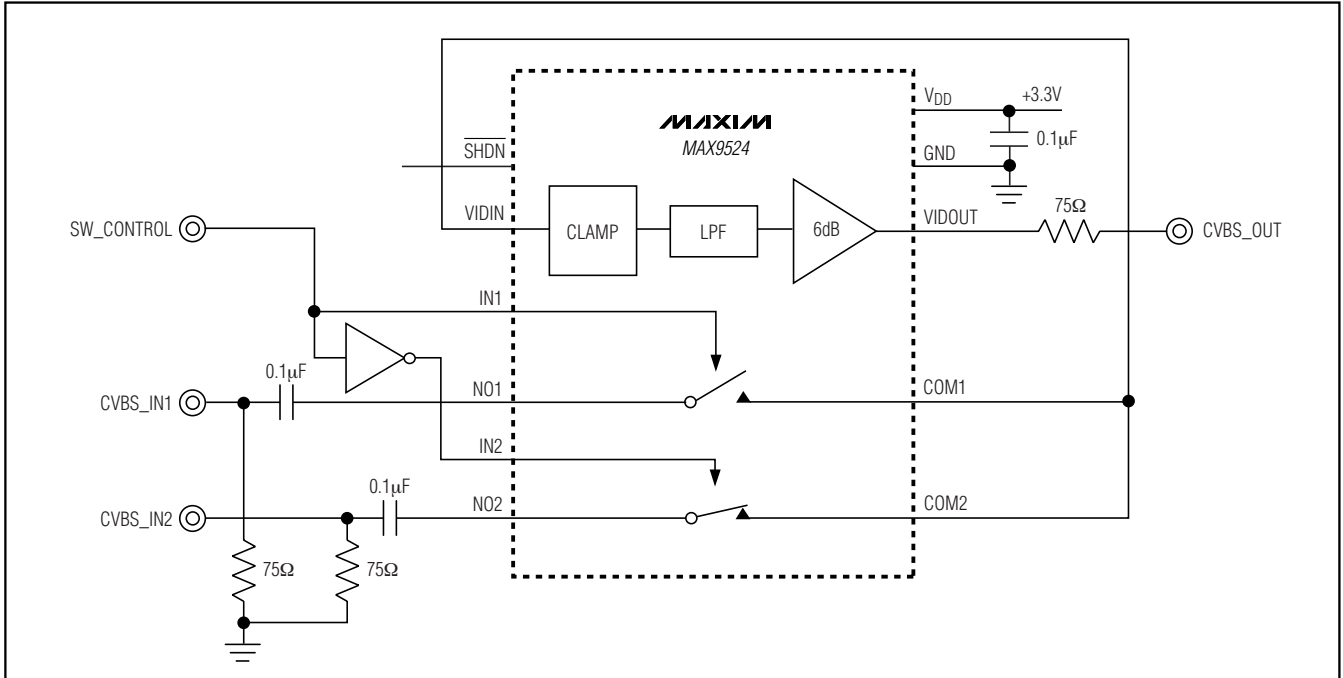 VDD
+3.3V
MAXIM
MAX9524
0.1µF
SHDN
GND
VIDIN
CLAMP
LPF
6dB
VIDOUT
75Ω
CVBS_OUT
SW_CONTROL
IN1
0.1µF
CVBS_IN1
NO1
COM1
IN2
0.1µF
CVBS_IN2
NO2
COM2
75Ω
75Ω